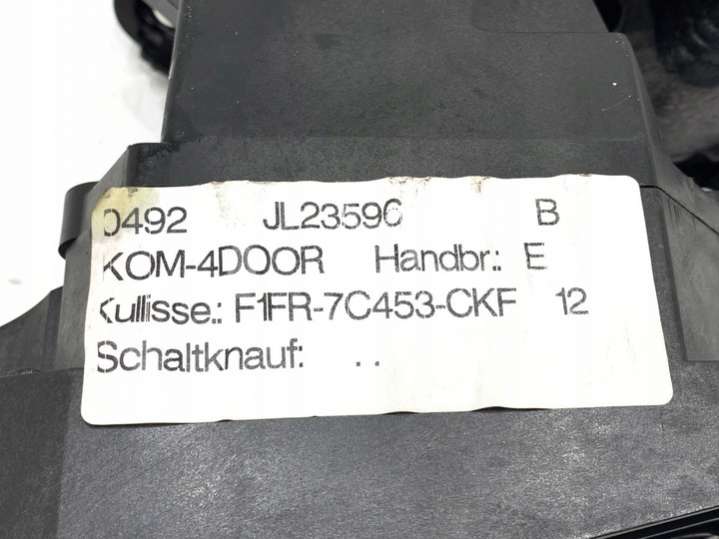 0492 JL23590 B
KOM-4DOOR Handbr.: E
Kullisse.: F1FR-7C453-CKF 12
Schaltknauf: ..